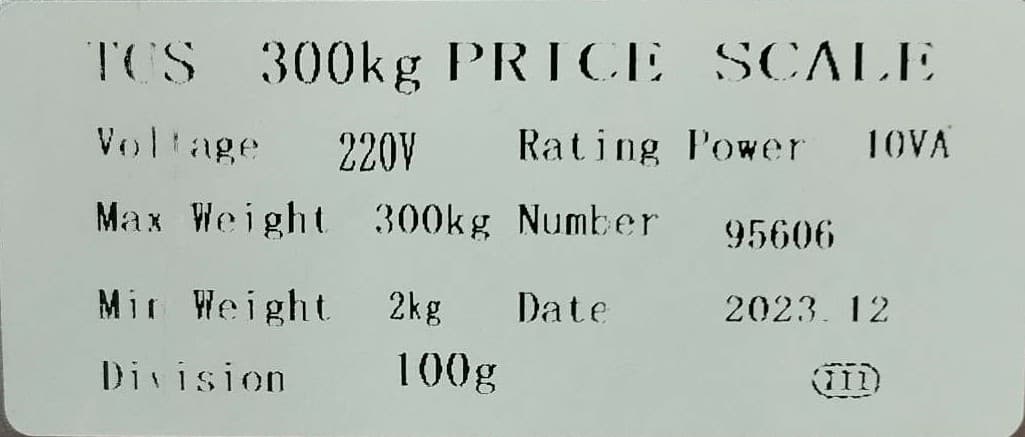 TCS 300kg PRICE SCALE
Voltage 220V Rating Power 10VA
Max Weight 300kg Number 95606
Min Weight 2kg Date 2023.12
Division 100g III